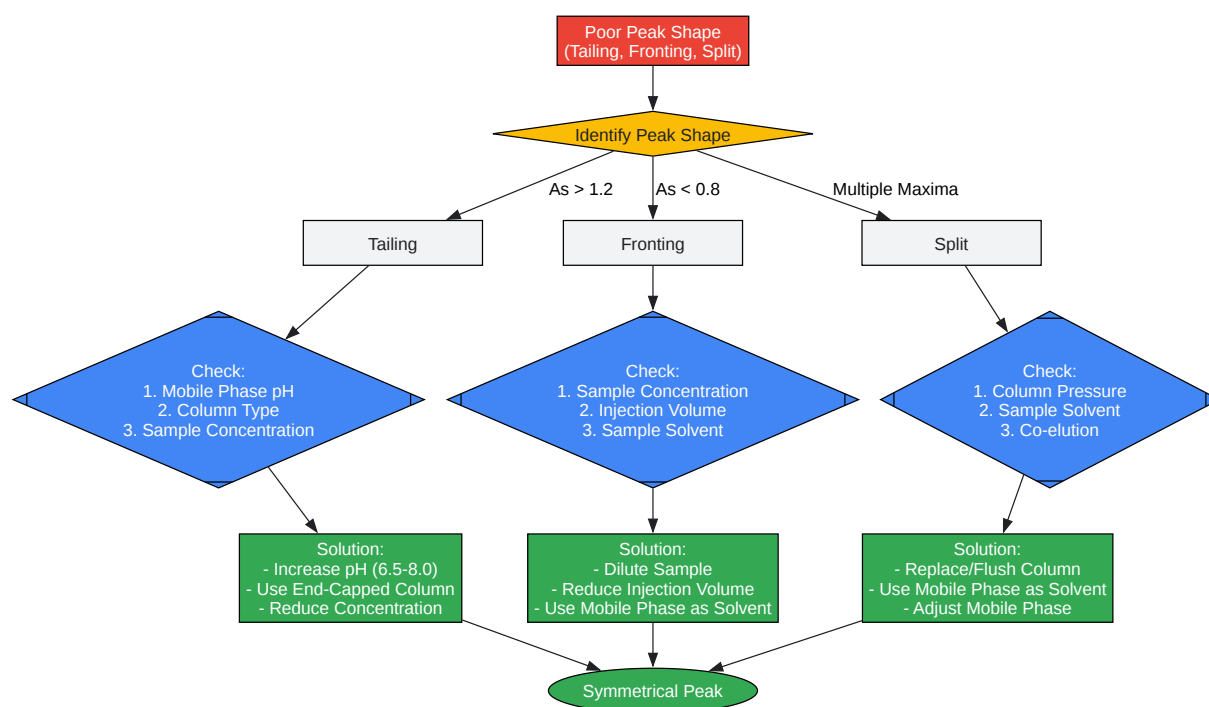 Poor Peak Shape
(Tailing, Fronting, Split)
Identify Peak Shape
As > 1.2
As < 0.8
Multiple Maxima
Tailing
Fronting
Split
Check:
1. Mobile Phase pH
2. Column Type
3. Sample Concentration
Check:
1. Sample Concentration
2. Injection Volume
3. Sample Solvent
Check:
1. Column Pressure
2. Sample Solvent
3. Co-elution
Solution:
- Increase pH (6.5-8.0)
- Use End-Capped Column
- Reduce Concentration
Solution:
- Dilute Sample
- Reduce Injection Volume
- Use Mobile Phase as Solvent
Solution:
- Replace/Flush Column
- Use Mobile Phase as Solvent
- Adjust Mobile Phase
Symmetrical Peak